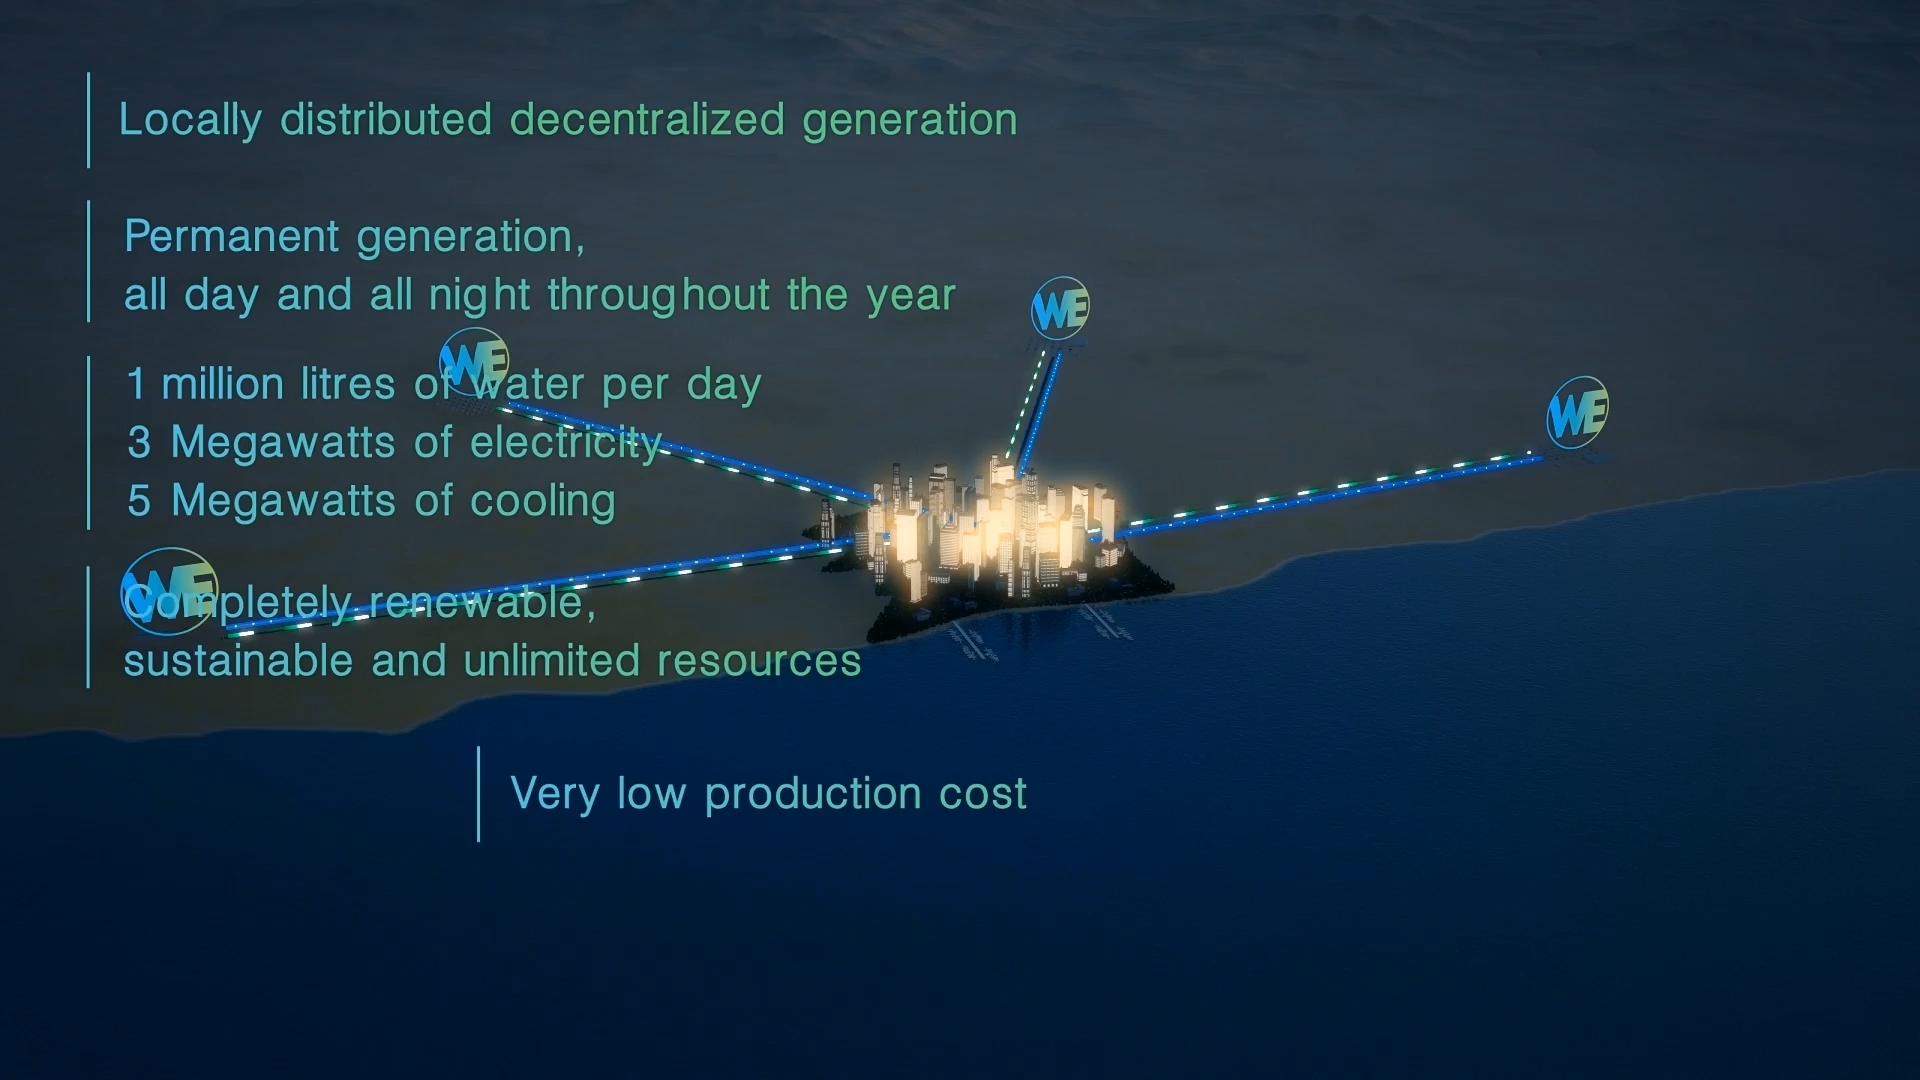 Locally distributed decentralized generation
Permanent generation,
all day and all night throughout the year
WE
WE
1 million litres of water per day
3 Megawatts of electricity
5 Megawatts of cooling
WE
WE
Completely renewable,
sustainable and unlimited resources
Very low production cost